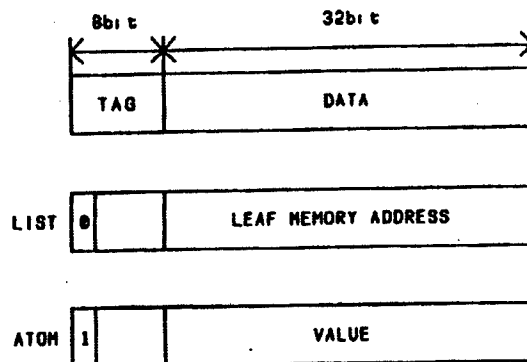 8bit 32bit
TAG DATA
LIST 0 LEAF MEMORY ADDRESS
ATOM 1 VALUE